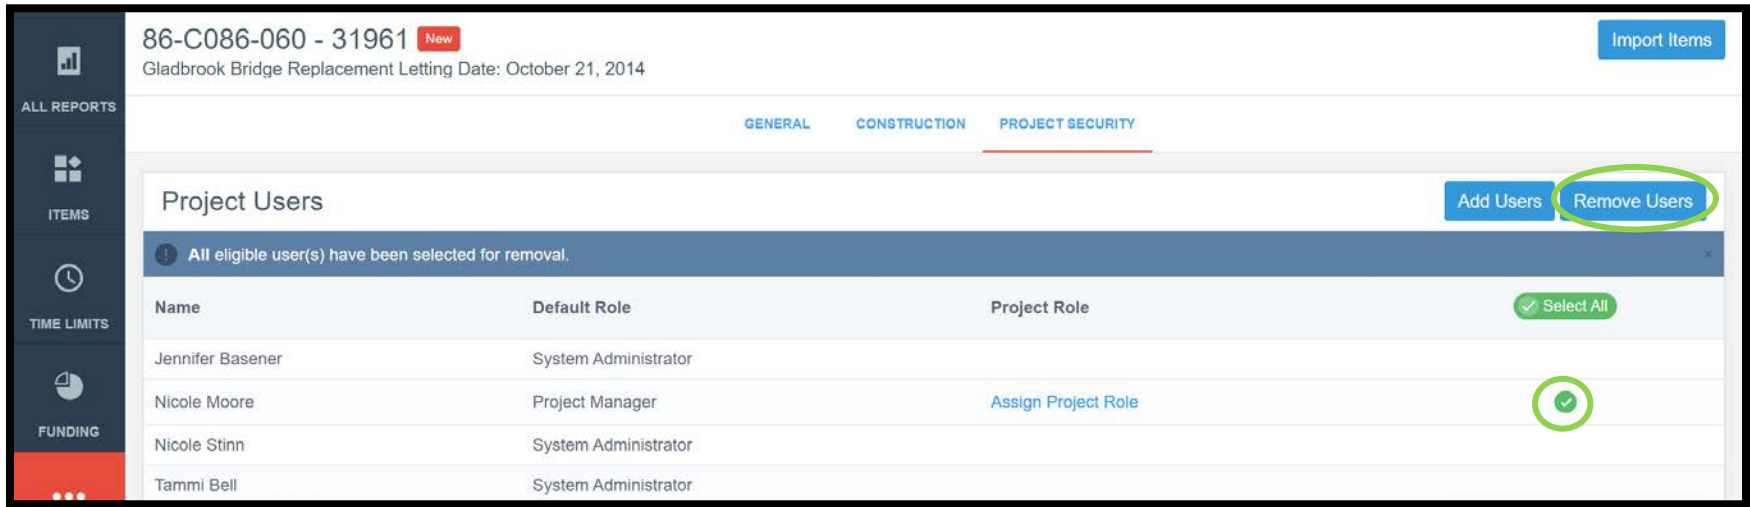 86-C086-060 - 31961 New
Import Items
Gladbrook Bridge Replacement Letting Date: October 21, 2014
ALL REPORTS
GENERAL CONSTRUCTION PROJECT SECURITY
ITEMS
Project Users
Add Users Remove Users
! All eligible user(s) have been selected for removal. ×
TIME LIMITS
Name Default Role Project Role Select All
Jennifer Basener System Administrator
Nicole Moore Project Manager Assign Project Role
FUNDING
Nicole Stinn System Administrator
Tammi Bell System Administrator